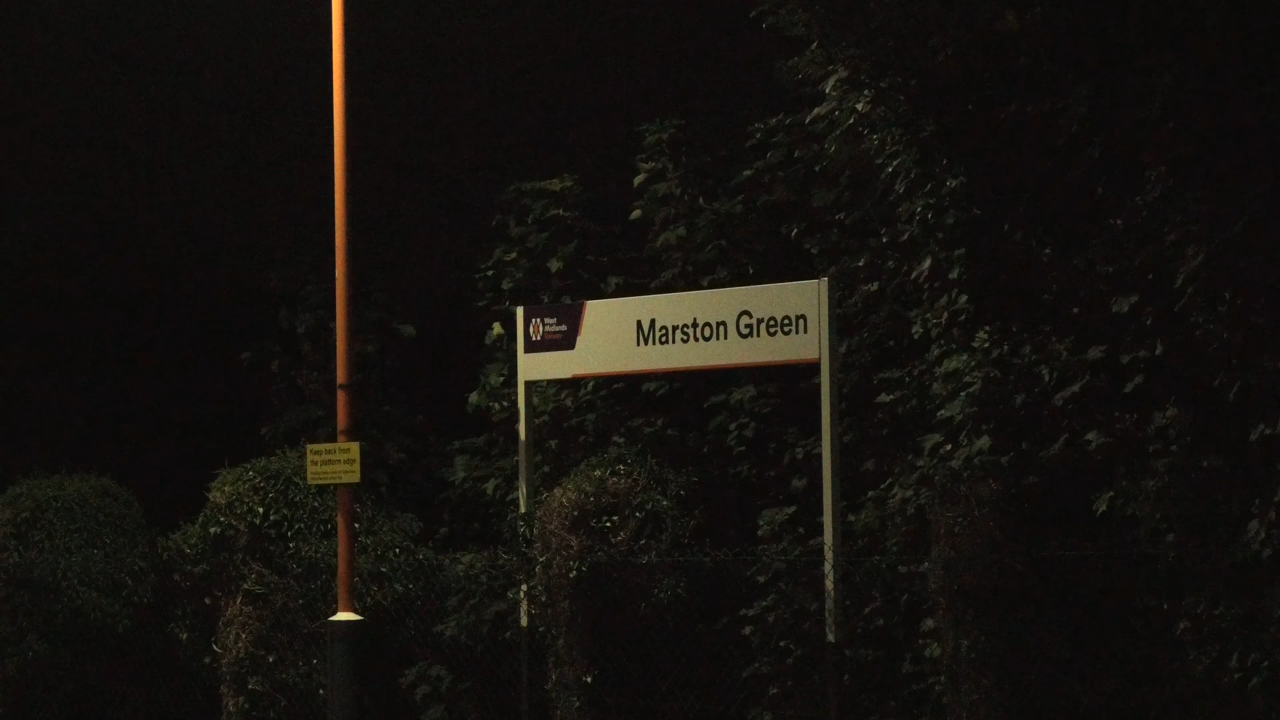 West
Midlands
Railway
Marston Green
Keep back from
the platform edge